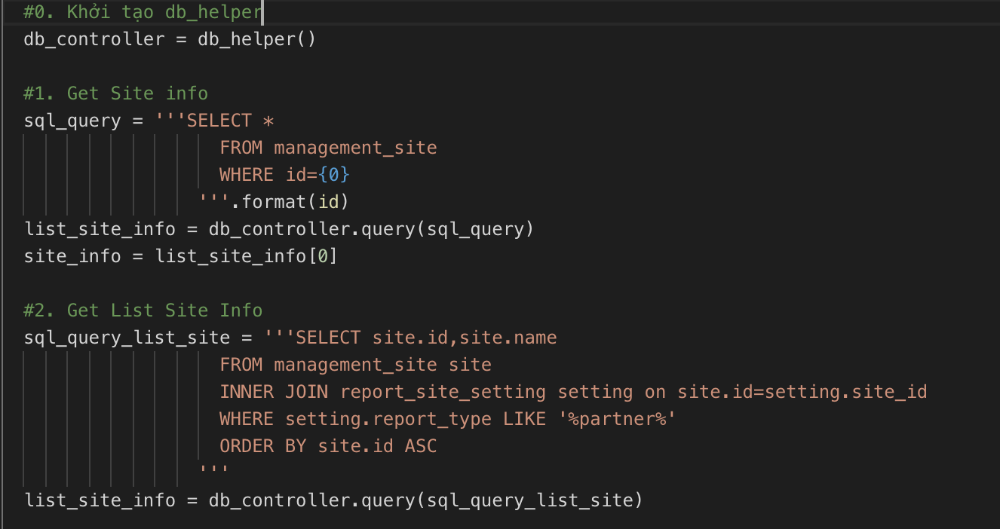 #0. Khởi tạo db_helper
db_controller = db_helper()
#1. Get Site info
sql_query = '''SELECT *
FROM management_site
WHERE id={0}
'''.format(id)
list_site_info = db_controller.query(sql_query)
site_info = list_site_info[0]
#2. Get List Site Info
sql_query_list_site = '''SELECT site.id,site.name
FROM management_site site
INNER JOIN report_site_setting setting on site.id=setting.site_id
WHERE setting.report_type LIKE '%partner%'
ORDER BY site.id ASC
'''
list_site_info = db_controller.query(sql_query_list_site)